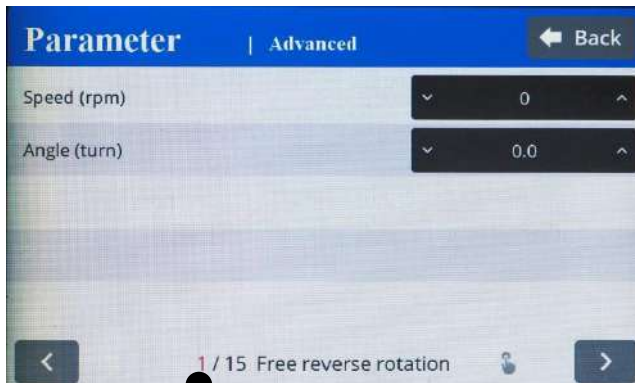 Parameter | Advanced Back
Speed (rpm) 0
Angle (turn) 0.0
1 / 15 Free reverse rotation